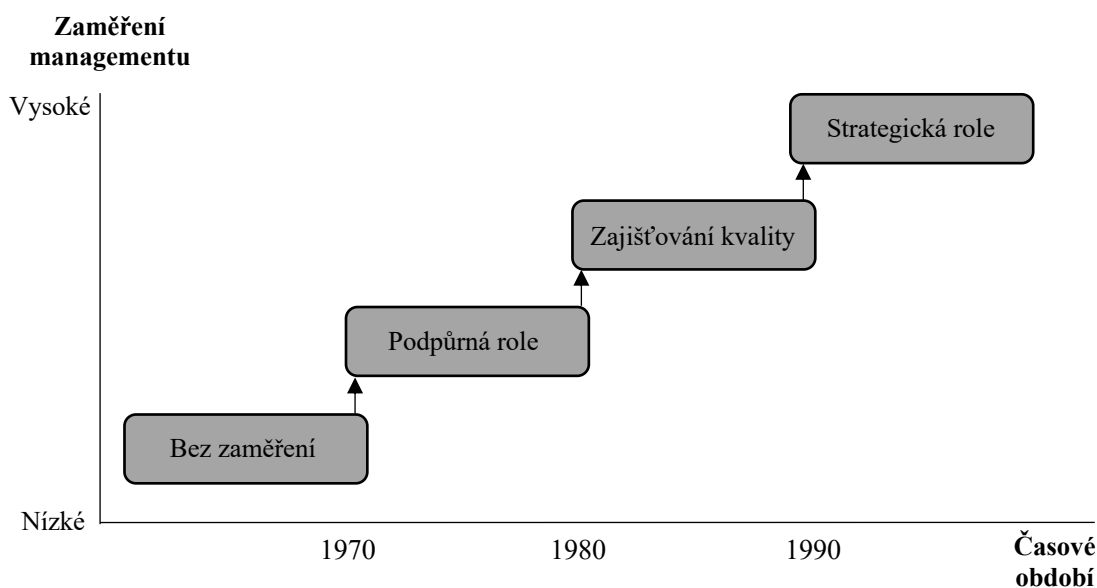 Zaměření
managementu
Vysoké
Strategická role
Zajišťování kvality
Podpůrná role
Bez zaměření
Nízké
1970 1980 1990
Časové
období